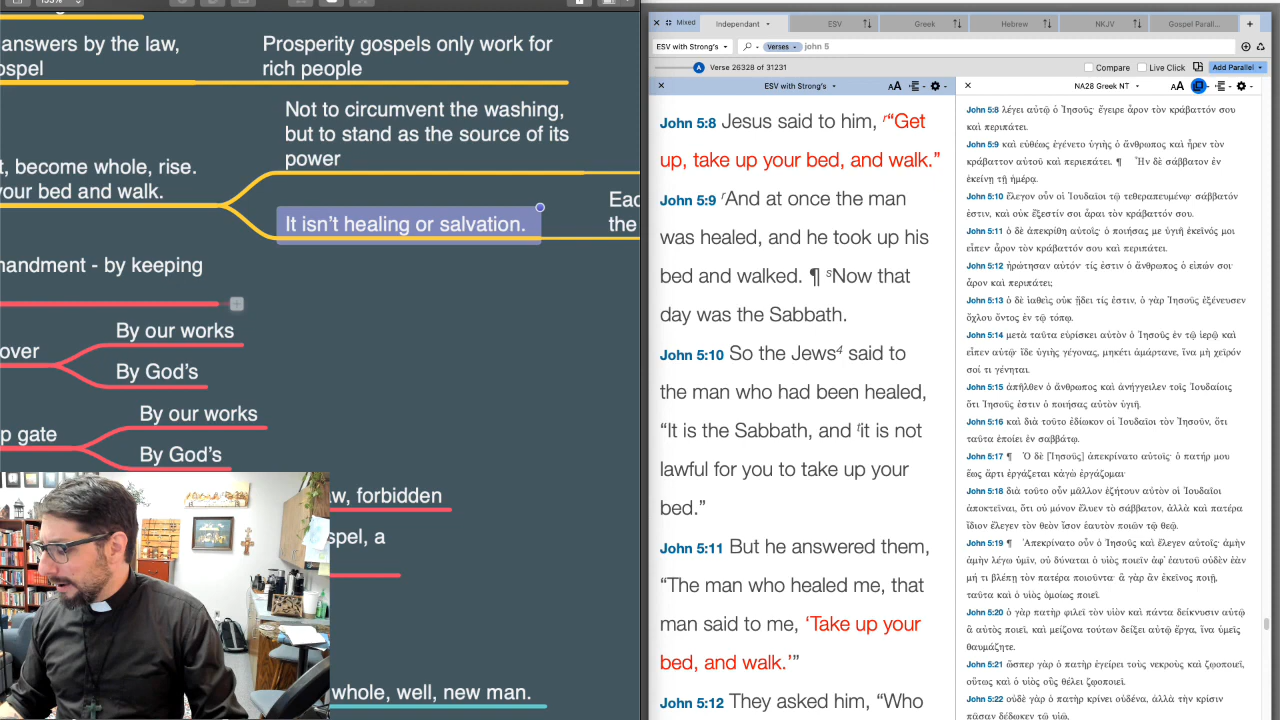 153%
answers by the law,
ospel
Prosperity gospels only work for
rich people
Not to circumvent the washing,
but to stand as the source of its
power
t, become whole, rise.
your bed and walk.
It isn't healing or salvation.
Eac
the
mandment - by keeping
By our works
over
By God's
By our works
p gate
By God's
w, forbidden
spel, a
whole, well, new man.
Mixed
Independant
ESV
Greek
Hebrew
NKJV
Gospel Parall...
ESV with Strong's
Verses
john 5
Verse 26328 of 31231
Compare
Live Click
Add Parallel
ESV with Strong's
AA
John 5:8 Jesus said to him, r“Get
up, take up your bed, and walk.”
John 5:9 rAnd at once the man
was healed, and he took up his
bed and walked. ¶ sNow that
day was the Sabbath.
John 5:10 So the Jews4 said to
the man who had been healed,
“It is the Sabbath, and tit is not
lawful for you to take up your
bed.”
John 5:11 But he answered them,
“The man who healed me, that
man said to me, ‘Take up your
bed, and walk.’”
John 5:12 They asked him, “Who
NA28 Greek NT
AA
John 5:8 λέγει αὐτῷ ὁ Ἰησοῦς· ἔγειρε ἆρον τὸν κράβαττόν σου
καὶ περιπάτει.
John 5:9 καὶ εὐθέως ἐγένετο ὑγιὴς ὁ ἄνθρωπος καὶ ἦρεν τὸν
κράβαττον αὐτοῦ καὶ περιεπάτει. ¶ Ἦν δὲ σάββατον ἐν
ἐκείνῃ τῇ ἡμέρᾳ.
John 5:10 ἔλεγον οὖν οἱ Ἰουδαῖοι τῷ τεθεραπευμένῳ· σάββατόν
ἐστιν, καὶ οὐκ ἔξεστίν σοι ἆραι τὸν κράβαττόν σου.
John 5:11 ὁ δὲ ἀπεκρίθη αὐτοῖς· ὁ ποιήσας με ὑγιῆ ἐκεῖνός μοι
εἶπεν· ἆρον τὸν κράβαττόν σου καὶ περιπάτει.
John 5:12 ἠρώτησαν αὐτόν· τίς ἐστιν ὁ ἄνθρωπος ὁ εἰπών σοι·
ἆρον καὶ περιπάτει;
John 5:13 ὁ δὲ ἰαθεὶς οὐκ ᾔδει τίς ἐστιν, ὁ γὰρ Ἰησοῦς ἐξένευσεν
ὄχλου ὄντος ἐν τῷ τόπῳ.
John 5:14 μετὰ ταῦτα εὑρίσκει αὐτὸν ὁ Ἰησοῦς ἐν τῷ ἱερῷ καὶ
εἶπεν αὐτῷ· ἴδε ὑγιὴς γέγονας, μηκέτι ἁμάρτανε, ἵνα μὴ χεῖρόν
σοί τι γένηται.
John 5:15 ἀπῆλθεν ὁ ἄνθρωπος καὶ ἀνήγγειλεν τοῖς Ἰουδαίοις
ὅτι Ἰησοῦς ἐστιν ὁ ποιήσας αὐτὸν ὑγιῆ.
John 5:16 καὶ διὰ τοῦτο ἐδίωκον οἱ Ἰουδαῖοι τὸν Ἰησοῦν, ὅτι
ταῦτα ἐποίει ἐν σαββάτῳ.
John 5:17 ¶ Ὁ δὲ [Ἰησοῦς] ἀπεκρίνατο αὐτοῖς· ὁ πατήρ μου
ἕως ἄρτι ἐργάζεται κἀγὼ ἐργάζομαι·
John 5:18 διὰ τοῦτο οὖν μᾶλλον ἐζήτουν αὐτὸν οἱ Ἰουδαῖοι
ἀποκτεῖναι, ὅτι οὐ μόνον ἔλυεν τὸ σάββατον, ἀλλὰ καὶ πατέρα
ἴδιον ἔλεγεν τὸν θεὸν ἴσον ἑαυτὸν ποιῶν τῷ θεῷ.
John 5:19 ¶ Ἀπεκρίνατο οὖν ὁ Ἰησοῦς καὶ ἔλεγεν αὐτοῖς· ἀμὴν
ἀμὴν λέγω ὑμῖν, οὐ δύναται ὁ υἱὸς ποιεῖν ἀφ’ ἑαυτοῦ οὐδὲν ἐὰν
μή τι βλέπῃ τὸν πατέρα ποιοῦντα· ἃ γὰρ ἂν ἐκεῖνος ποιῇ,
ταῦτα καὶ ὁ υἱὸς ὁμοίως ποιεῖ.
John 5:20 ὁ γὰρ πατὴρ φιλεῖ τὸν υἱὸν καὶ πάντα δείκνυσιν αὐτῷ
ἃ αὐτὸς ποιεῖ, καὶ μείζονα τούτων δείξει αὐτῷ ἔργα, ἵνα ὑμεῖς
θαυμάζητε.
John 5:21 ὥσπερ γὰρ ὁ πατὴρ ἐγείρει τοὺς νεκροὺς καὶ ζῳοποιεῖ,
οὕτως καὶ ὁ υἱὸς οὓς θέλει ζῳοποιεῖ.
John 5:22 οὐδὲ γὰρ ὁ πατὴρ κρίνει οὐδένα, ἀλλὰ τὴν κρίσιν
πᾶσαν δέδωκεν τῷ υἱῷ,